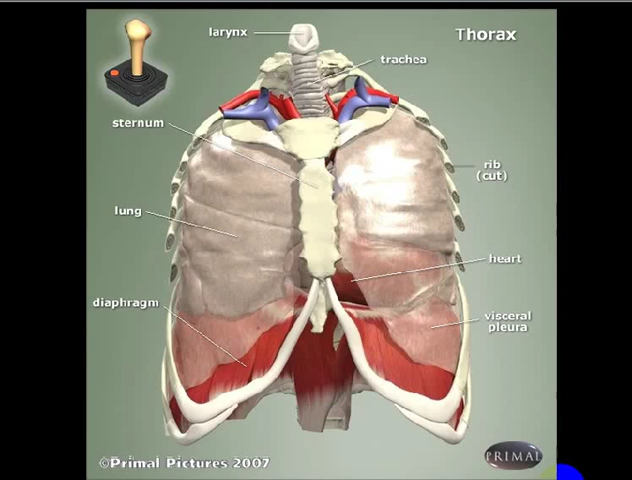 larynx
Thorax
trachea
sternum
rib
(cut)
lung
heart
diaphragm
visceral
pleura
©Primal Pictures 2007
PRIMAL